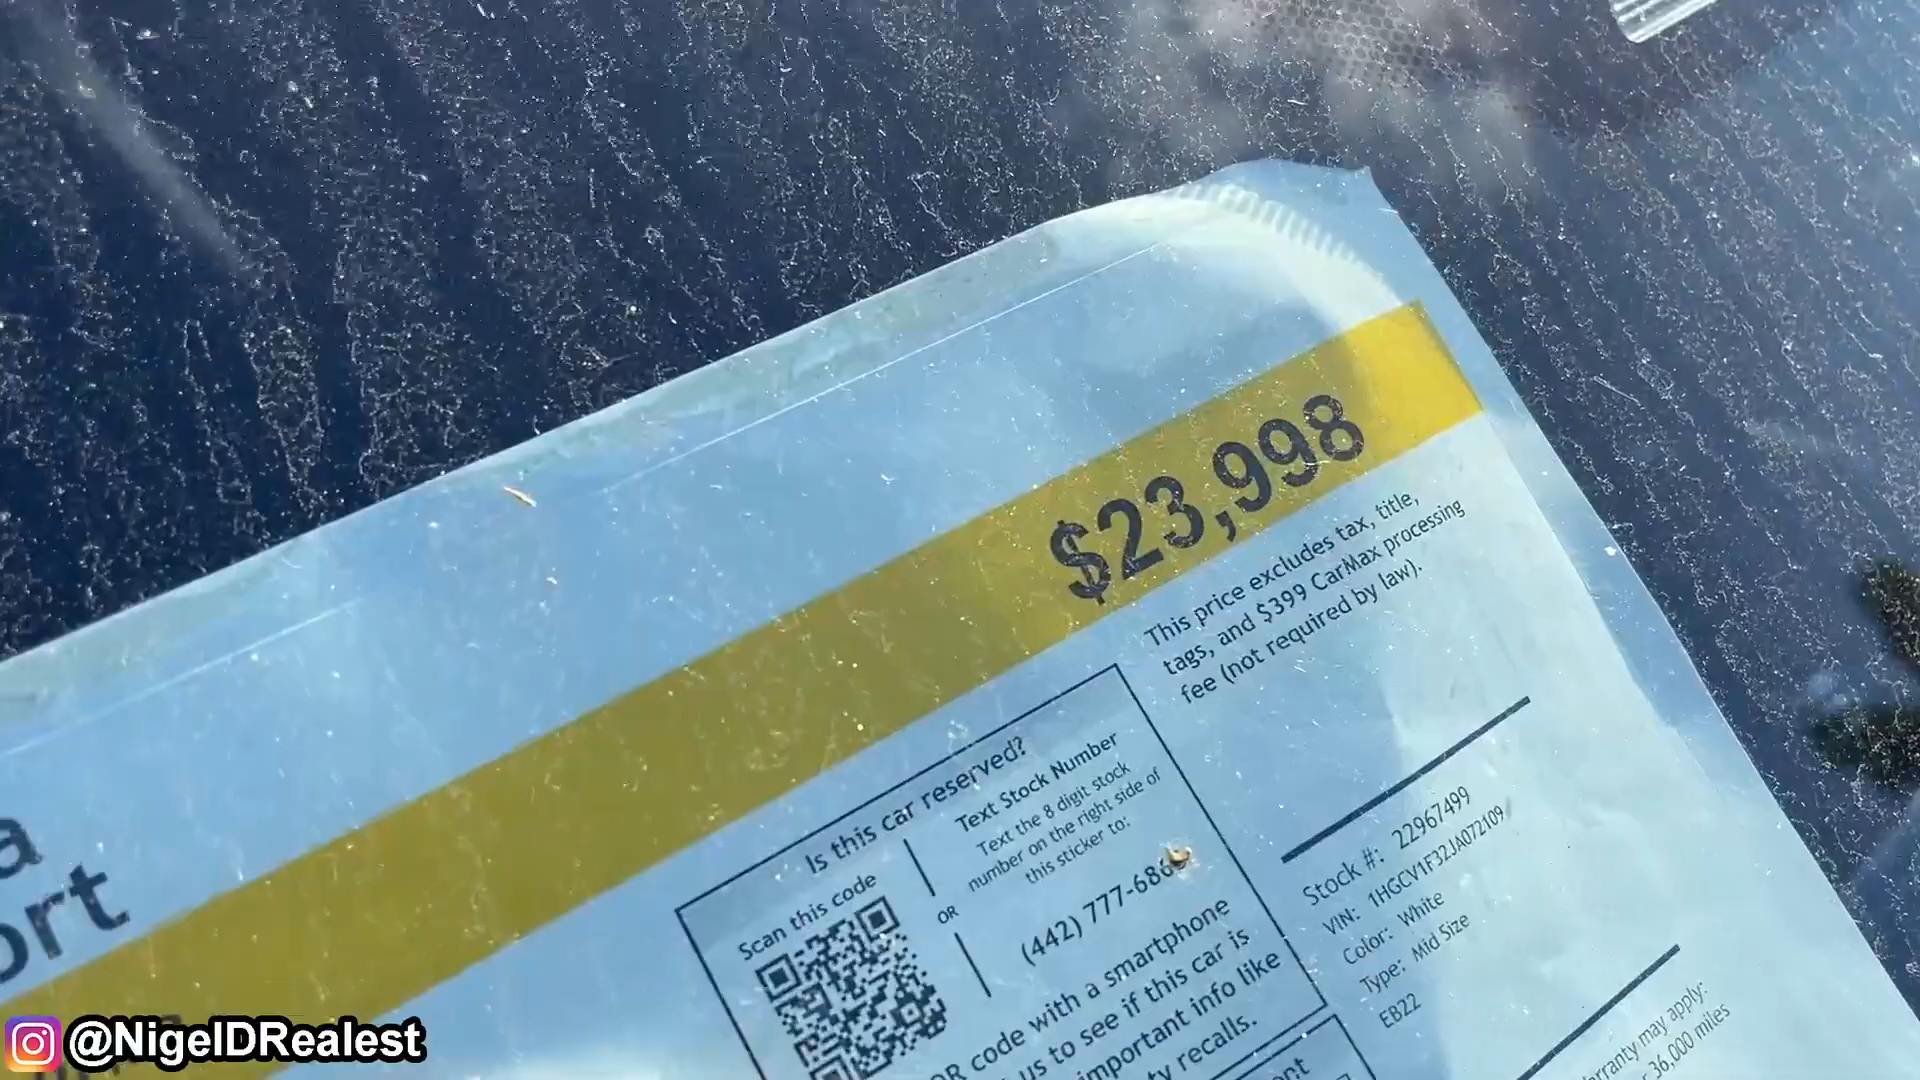 $23,998
This price excludes tax, title,
tags, and $399 CarMax processing
fee (not required by law).
Is this car reserved?
Scan this code
OR
Text Stock Number
Text the 8 digit stock
number on the right side of
this sticker to:
(442) 777-686
code with a smartphone
us to see if this car is
important info like
recalls.
Stock #: 22967499
VIN: 1HGCV1F32JA072109
Color: White
Type: Mid Size
EB22
may apply:
36,000 miles
@NigelDRealest